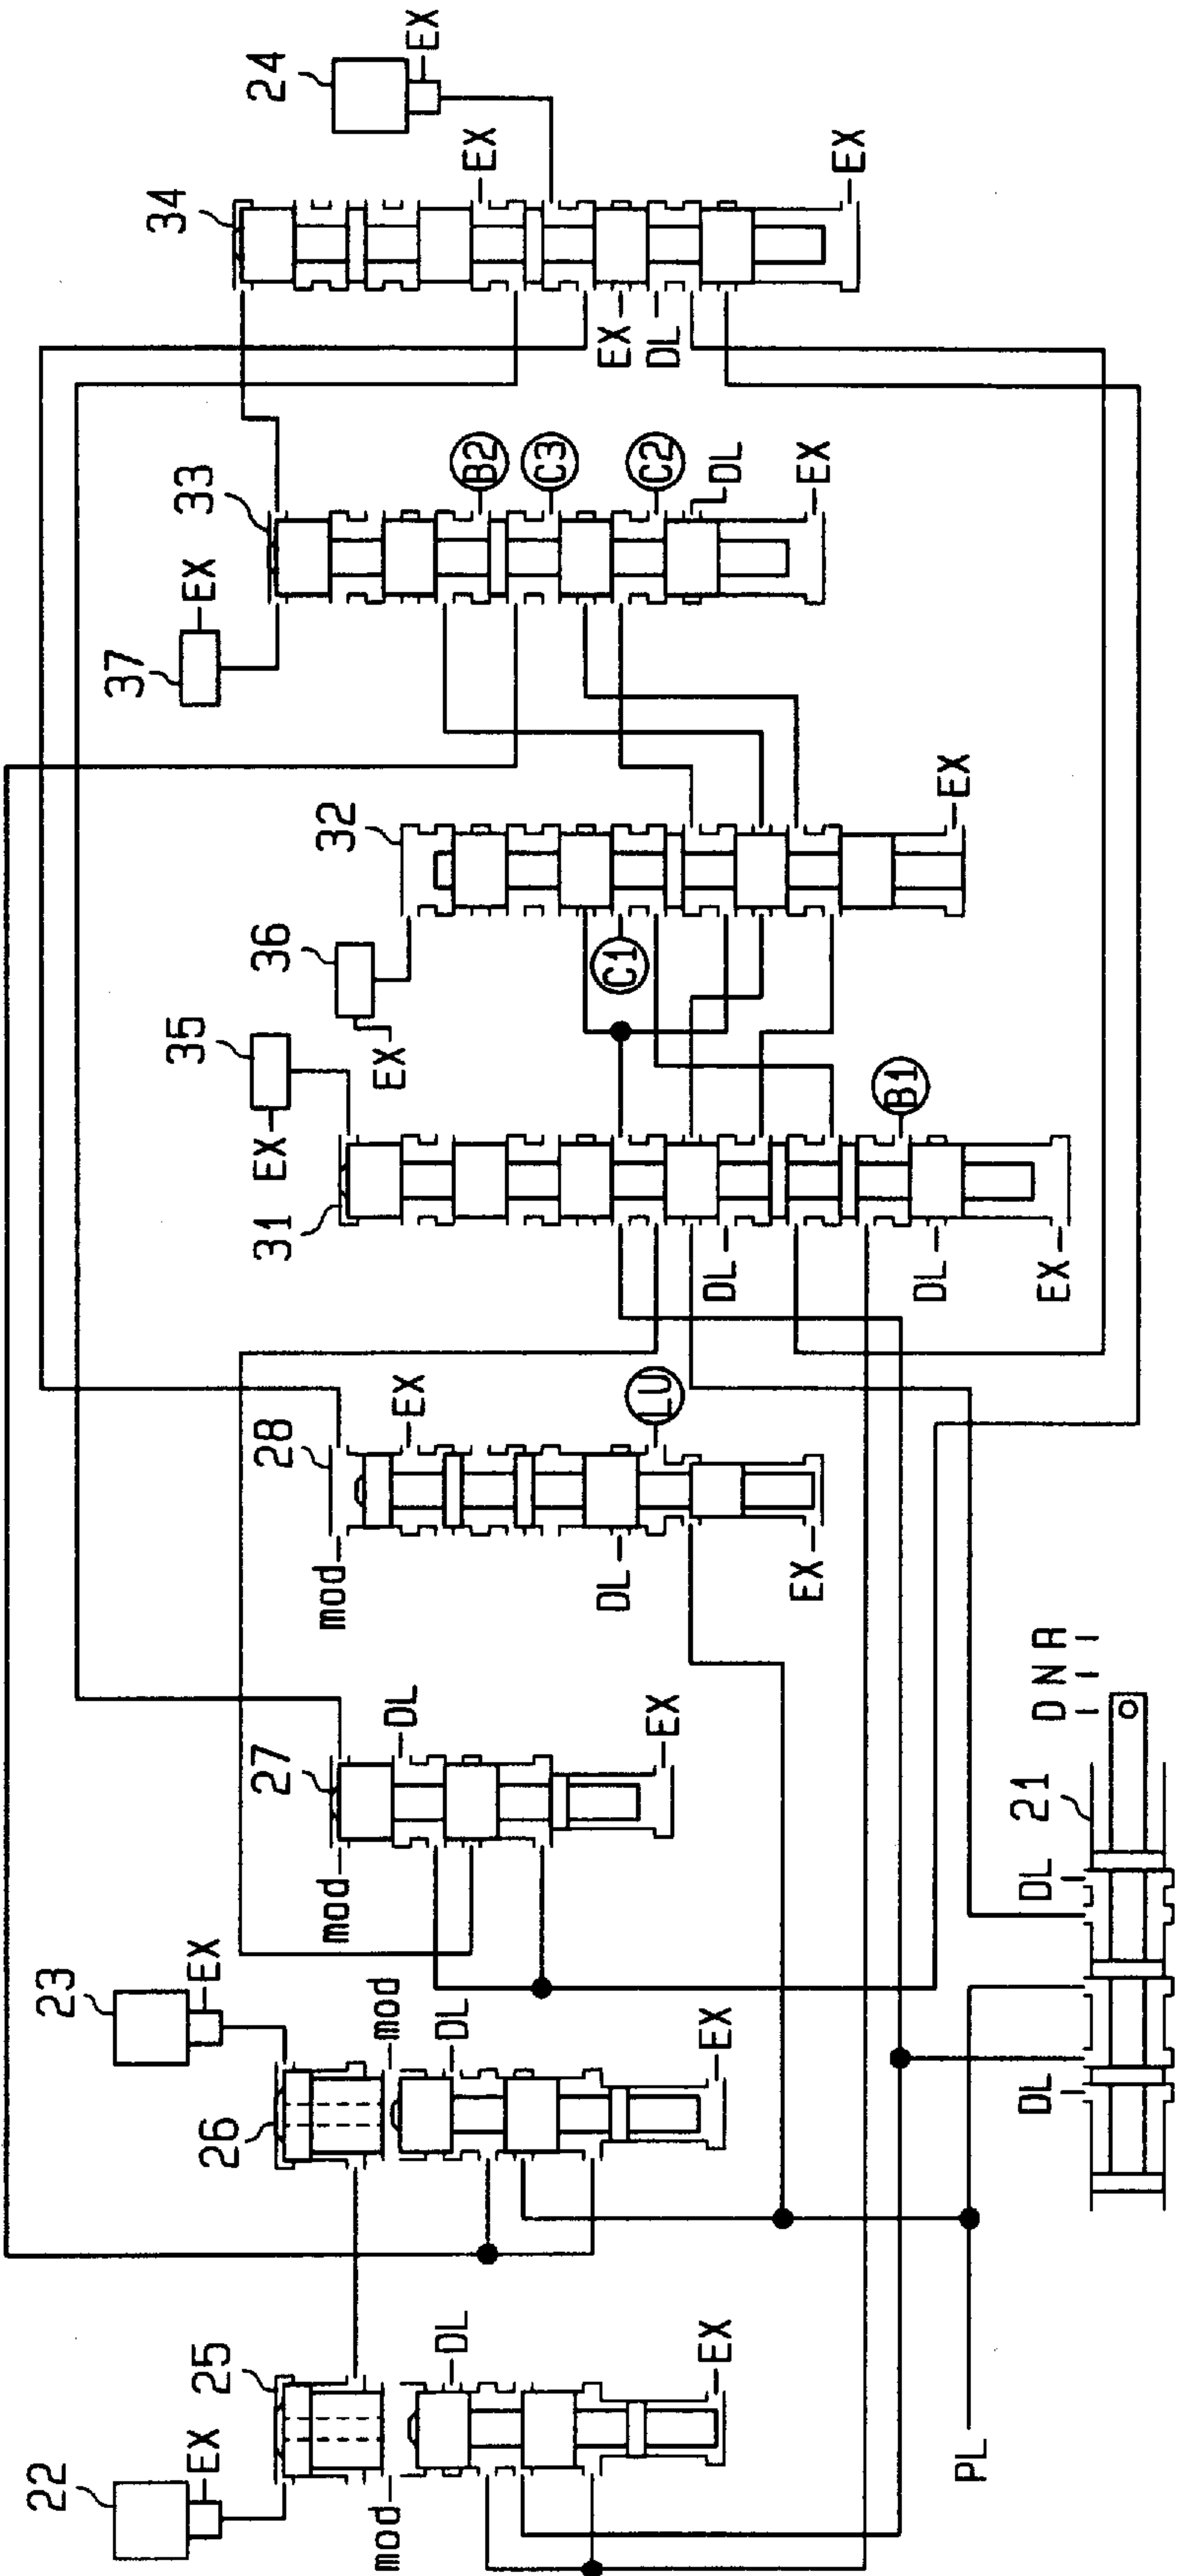 22
EX
25
mod
DL
EX
23
EX
26
mod
DL
EX
27
mod
DL
EX
28
mod
EX
DL
LU
EX
PL
21
DL
DL
D N R
31
35
EX
DL
DL
EX
B1
36
EX
32
C1
EX
37
EX
33
B2
C3
C2
DL
EX
34
24
EX
EX
EX
DL
EX